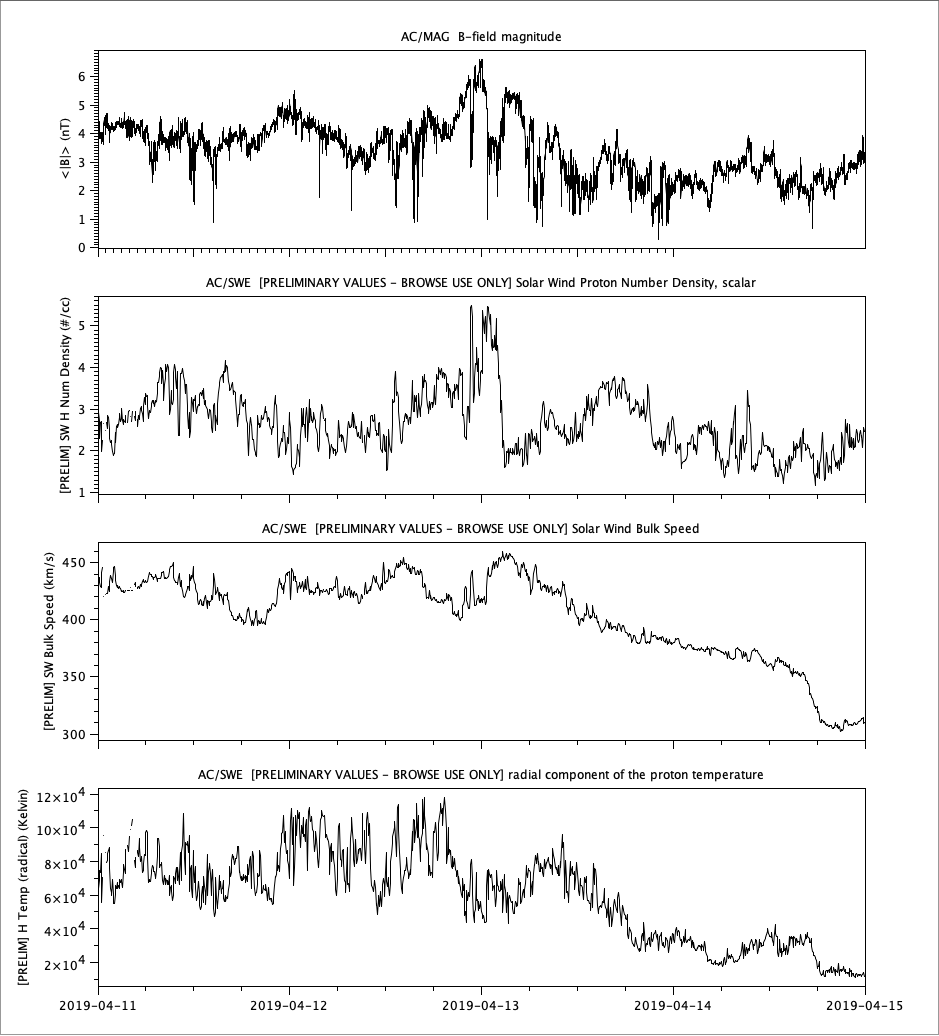 AC/MAG  B-field magnitude
<|B|> (nT)
6
5
4
3
2
1
0
AC/SWE  [PRELIMINARY VALUES - BROWSE USE ONLY] Solar Wind Proton Number Density, scalar
[PRELIM] SW H Num Density (#/cc)
5
4
3
2
1
AC/SWE  [PRELIMINARY VALUES - BROWSE USE ONLY] Solar Wind Bulk Speed
[PRELIM] SW Bulk Speed (km/s)
450
400
350
300
AC/SWE  [PRELIMINARY VALUES - BROWSE USE ONLY] radial component of the proton temperature
[PRELIM] H Temp (radical) (Kelvin)
12×10⁴
10×10⁴
8×10⁴
6×10⁴
4×10⁴
2×10⁴
2019-04-11 2019-04-12 2019-04-13 2019-04-14 2019-04-15